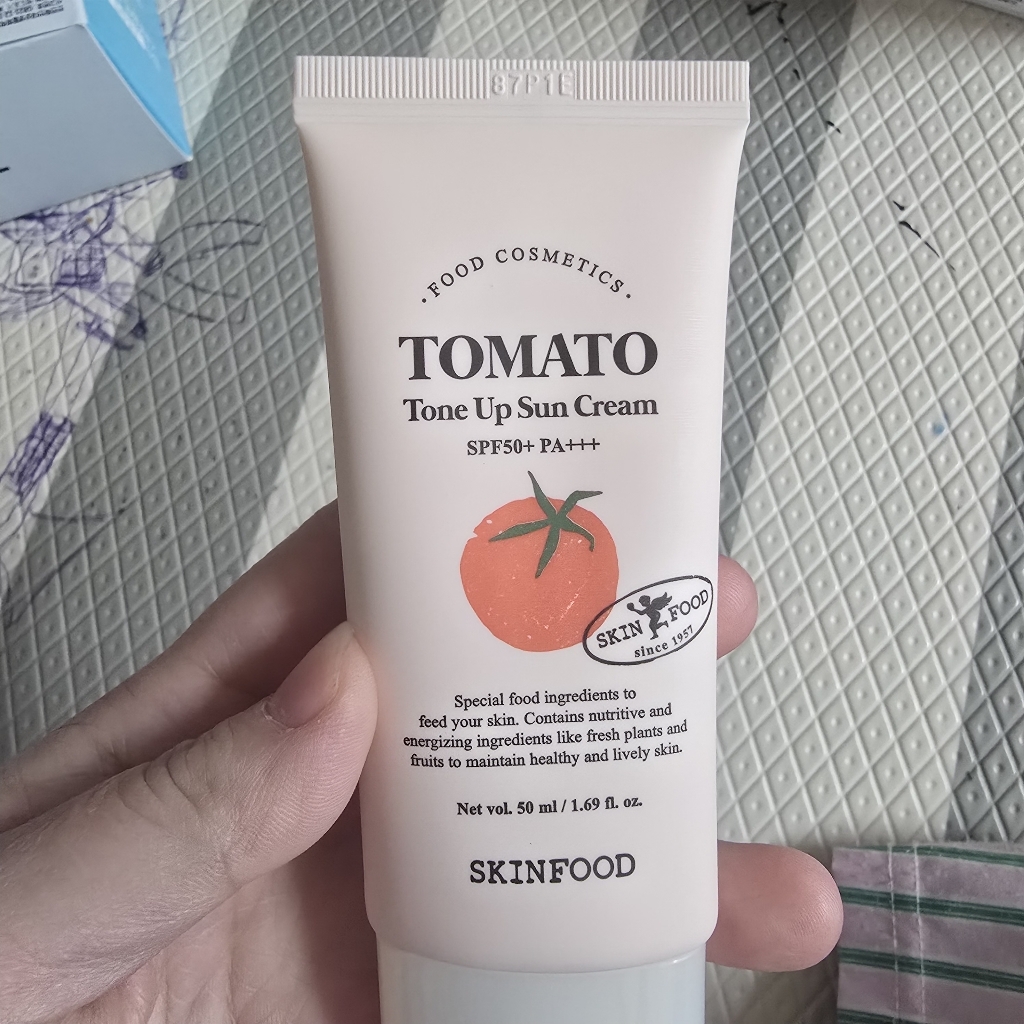 87P1E
·FOOD COSMETICS·
TOMATO
Tone Up Sun Cream
SPF50+ PA+++
SKIN FOOD
since 1957
Special food ingredients to
feed your skin. Contains nutritive and
energizing ingredients like fresh plants and
fruits to maintain healthy and lively skin.
Net vol. 50 ml / 1.69 fl. oz.
SKINFOOD